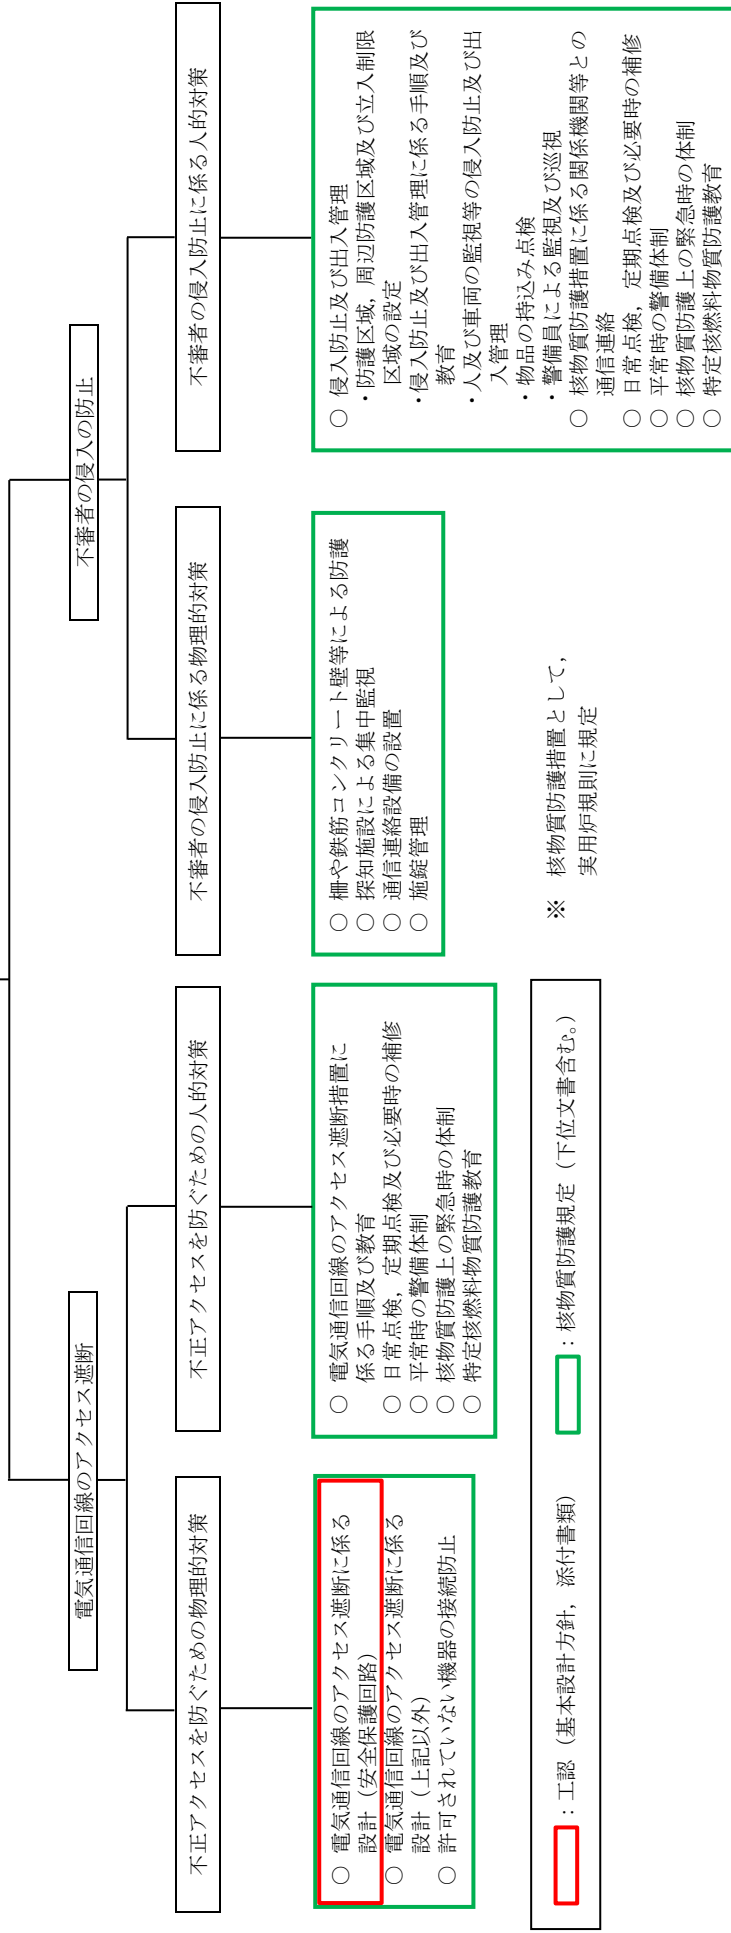 電気通信回線のアクセス遮断
不審者の侵入の防止
不正アクセスを防ぐための物理的対策
不正アクセスを防ぐための人的対策
不審者の侵入防止に係る物理的対策
不審者の侵入防止に係る人的対策
○ 電気通信回線のアクセス遮断に係る
設計（安全保護回路）
○ 電気通信回線のアクセス遮断に係る
設計（上記以外）
○ 許可されていない機器の接続防止
○ 電気通信回線のアクセス遮断措置に
係る手順及び教育
○ 日常点検，定期点検及び必要時の補修
○ 平常時の警備体制
○ 核物質防護上の緊急時の体制
○ 特定核燃料物質防護教育
○ 柵や鉄筋コンクリート壁等による防護
○ 探知施設による集中監視
○ 通信連絡設備の設置
○ 施錠管理
○ 侵入防止及び出入管理
・防護区域，周辺防護区域及び立入制限
区域の設定
・侵入防止及び出入管理に係る手順及び
教育
・人及び車両の監視等の侵入防止及び出
入管理
・物品の持込み点検
・警備員による監視及び巡視
○ 核物質防護措置に係る関係機関等との
通信連絡
○ 日常点検，定期点検及び必要時の補修
○ 平常時の警備体制
○ 核物質防護上の緊急時の体制
○ 特定核燃料物質防護教育
：工認（基本設計方針，添付書類）
：核物質防護規定（下位文書含む。）
※ 核物質防護措置として，
実用炉規則に規定